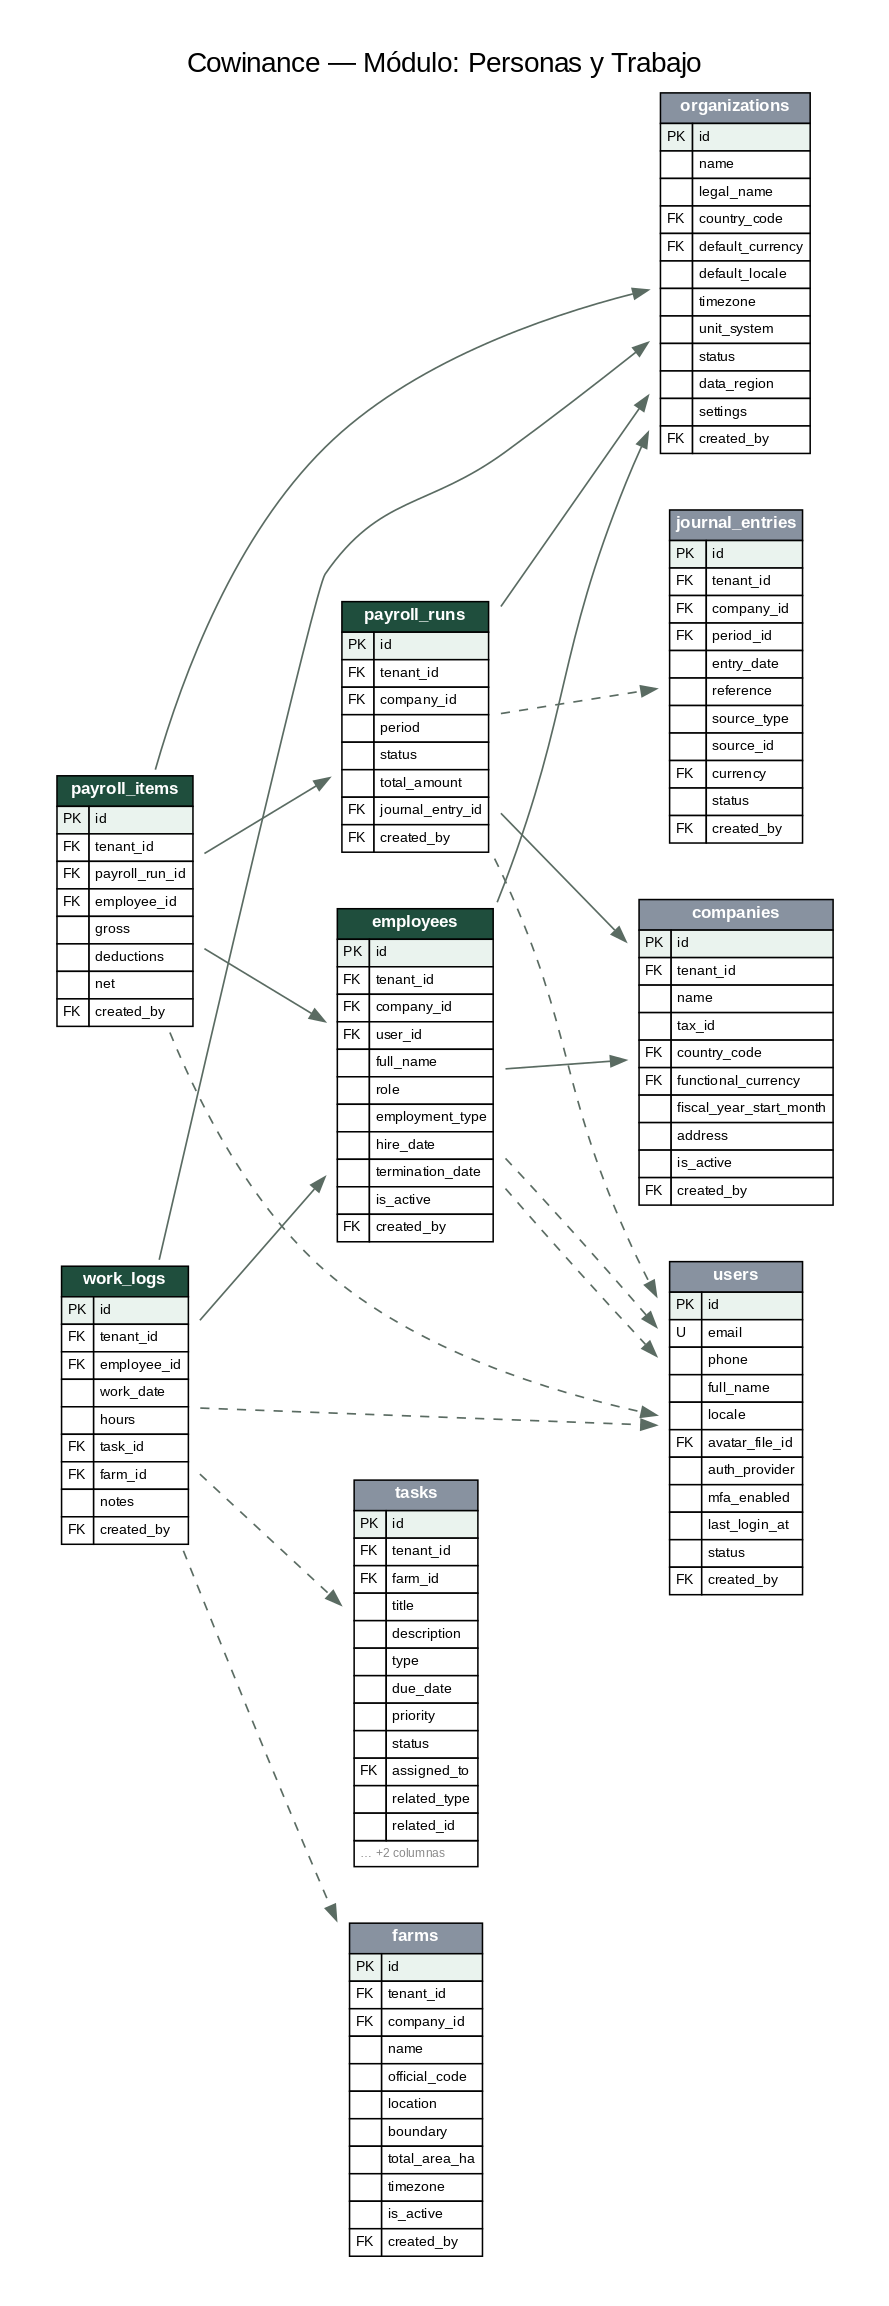 Cowinance — Módulo: Personas y Trabajo
organizations
PK id
name
legal_name
FK country_code
FK default_currency
default_locale
timezone
unit_system
status
data_region
settings
FK created_by
journal_entries
PK id
FK tenant_id
FK company_id
FK period_id
entry_date
reference
source_type
source_id
FK currency
status
FK created_by
payroll_runs
PK id
FK tenant_id
FK company_id
period
status
total_amount
FK journal_entry_id
FK created_by
payroll_items
PK id
FK tenant_id
FK payroll_run_id
FK employee_id
gross
deductions
net
FK created_by
employees
PK id
FK tenant_id
FK company_id
FK user_id
full_name
role
employment_type
hire_date
termination_date
is_active
FK created_by
companies
PK id
FK tenant_id
name
tax_id
FK country_code
FK functional_currency
fiscal_year_start_month
address
is_active
FK created_by
work_logs
PK id
FK tenant_id
FK employee_id
work_date
hours
FK task_id
FK farm_id
notes
FK created_by
users
PK id
U email
phone
full_name
locale
FK avatar_file_id
auth_provider
mfa_enabled
last_login_at
status
FK created_by
tasks
PK id
FK tenant_id
FK farm_id
title
description
type
due_date
priority
status
FK assigned_to
related_type
related_id
... +2 columnas
farms
PK id
FK tenant_id
FK company_id
name
official_code
location
boundary
total_area_ha
timezone
is_active
FK created_by